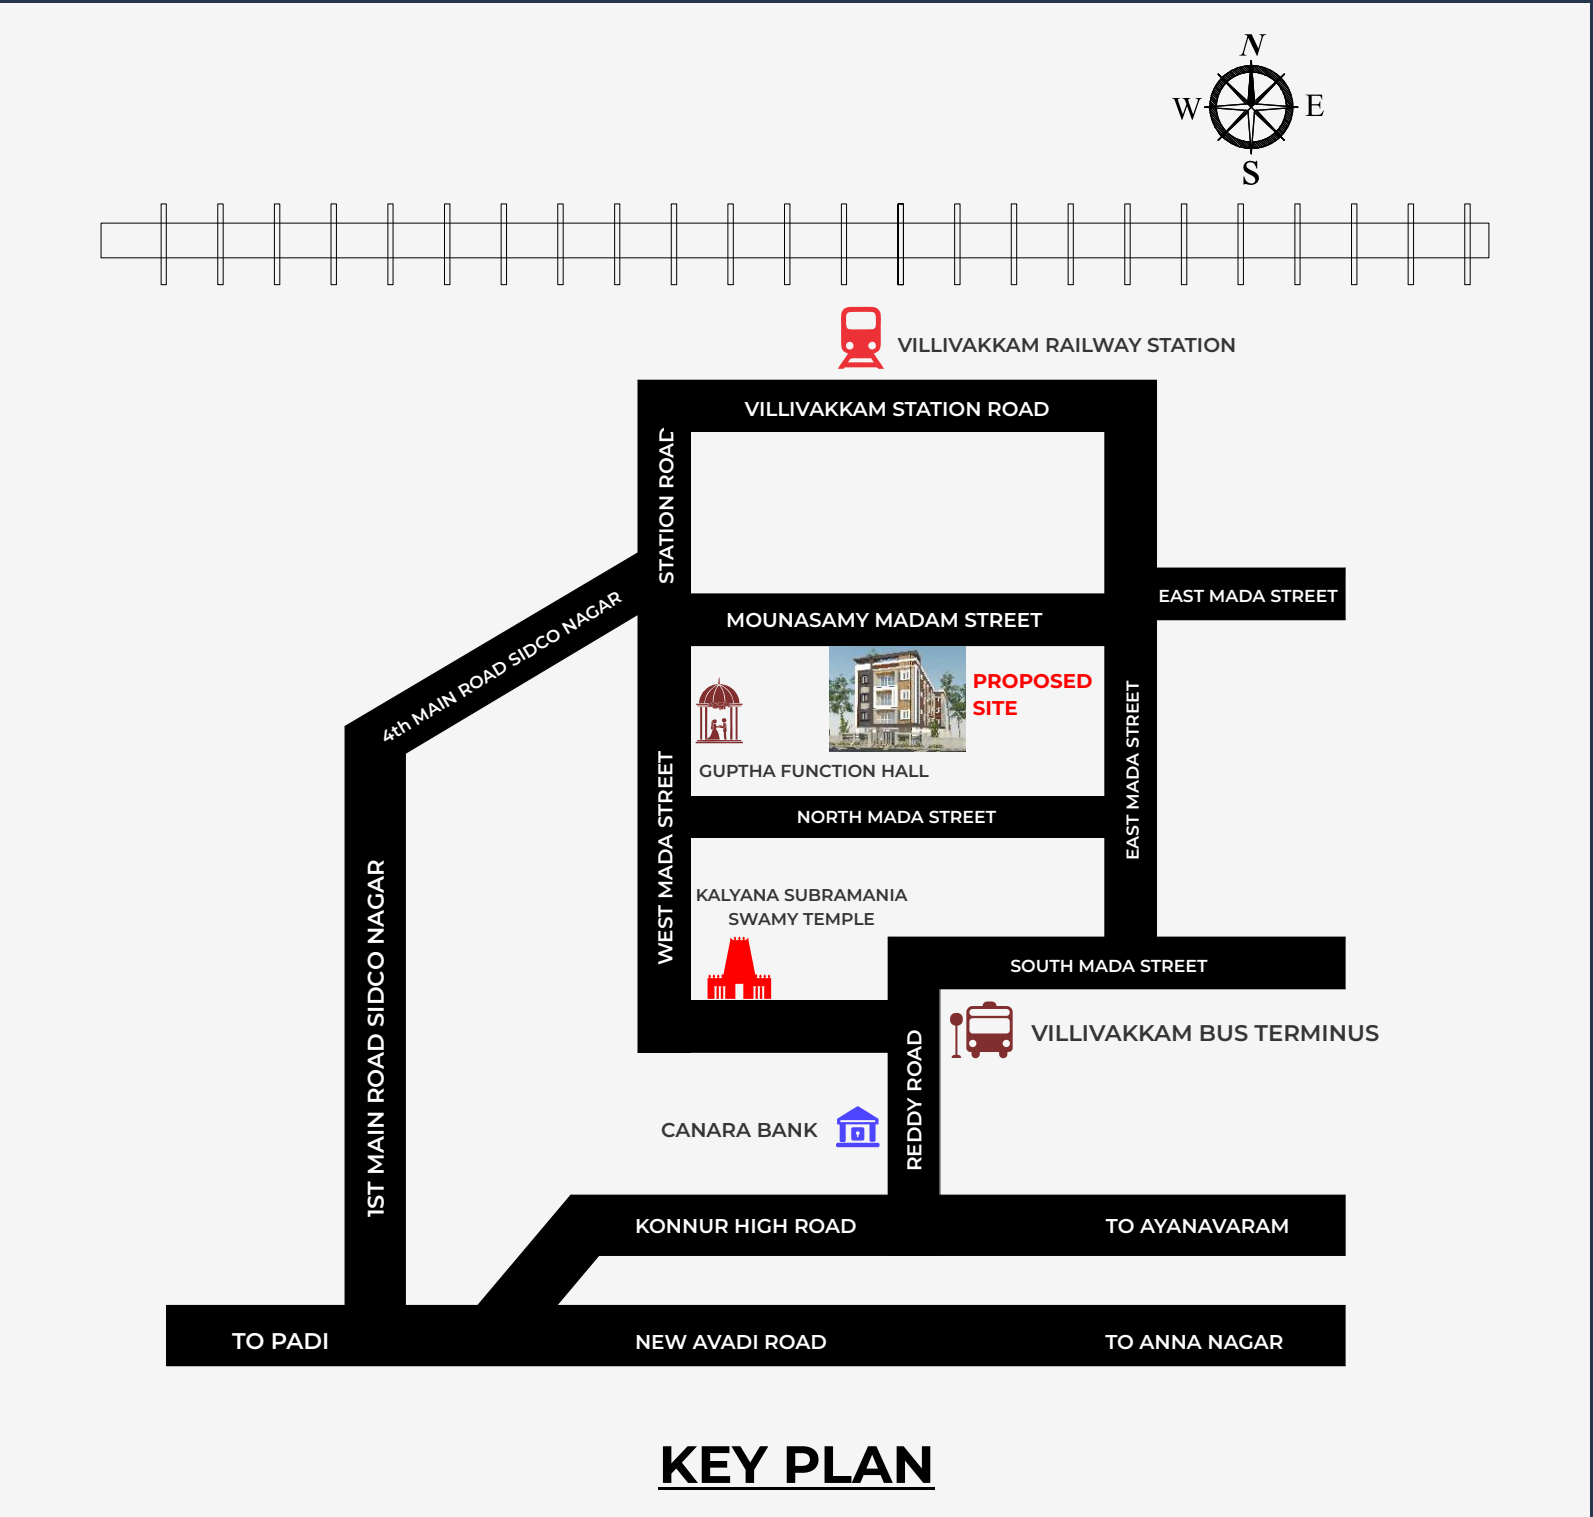 N
W
E
S
VILLIVAKKAM RAILWAY STATION
VILLIVAKKAM STATION ROAD
STATION ROAD
EAST MADA STREET
4th MAIN ROAD SIDCO NAGAR
MOUNASAMY MADAM STREET
PROPOSED
SITE
GUPTHA FUNCTION HALL
EAST MADA STREET
WEST MADA STREET
NORTH MADA STREET
KALYANA SUBRAMANIA
SWAMY TEMPLE
1ST MAIN ROAD SIDCO NAGAR
SOUTH MADA STREET
VILLIVAKKAM BUS TERMINUS
REDDY ROAD
CANARA BANK
KONNUR HIGH ROAD
TO AYANAVARAM
TO PADI
NEW AVADI ROAD
TO ANNA NAGAR
KEY PLAN